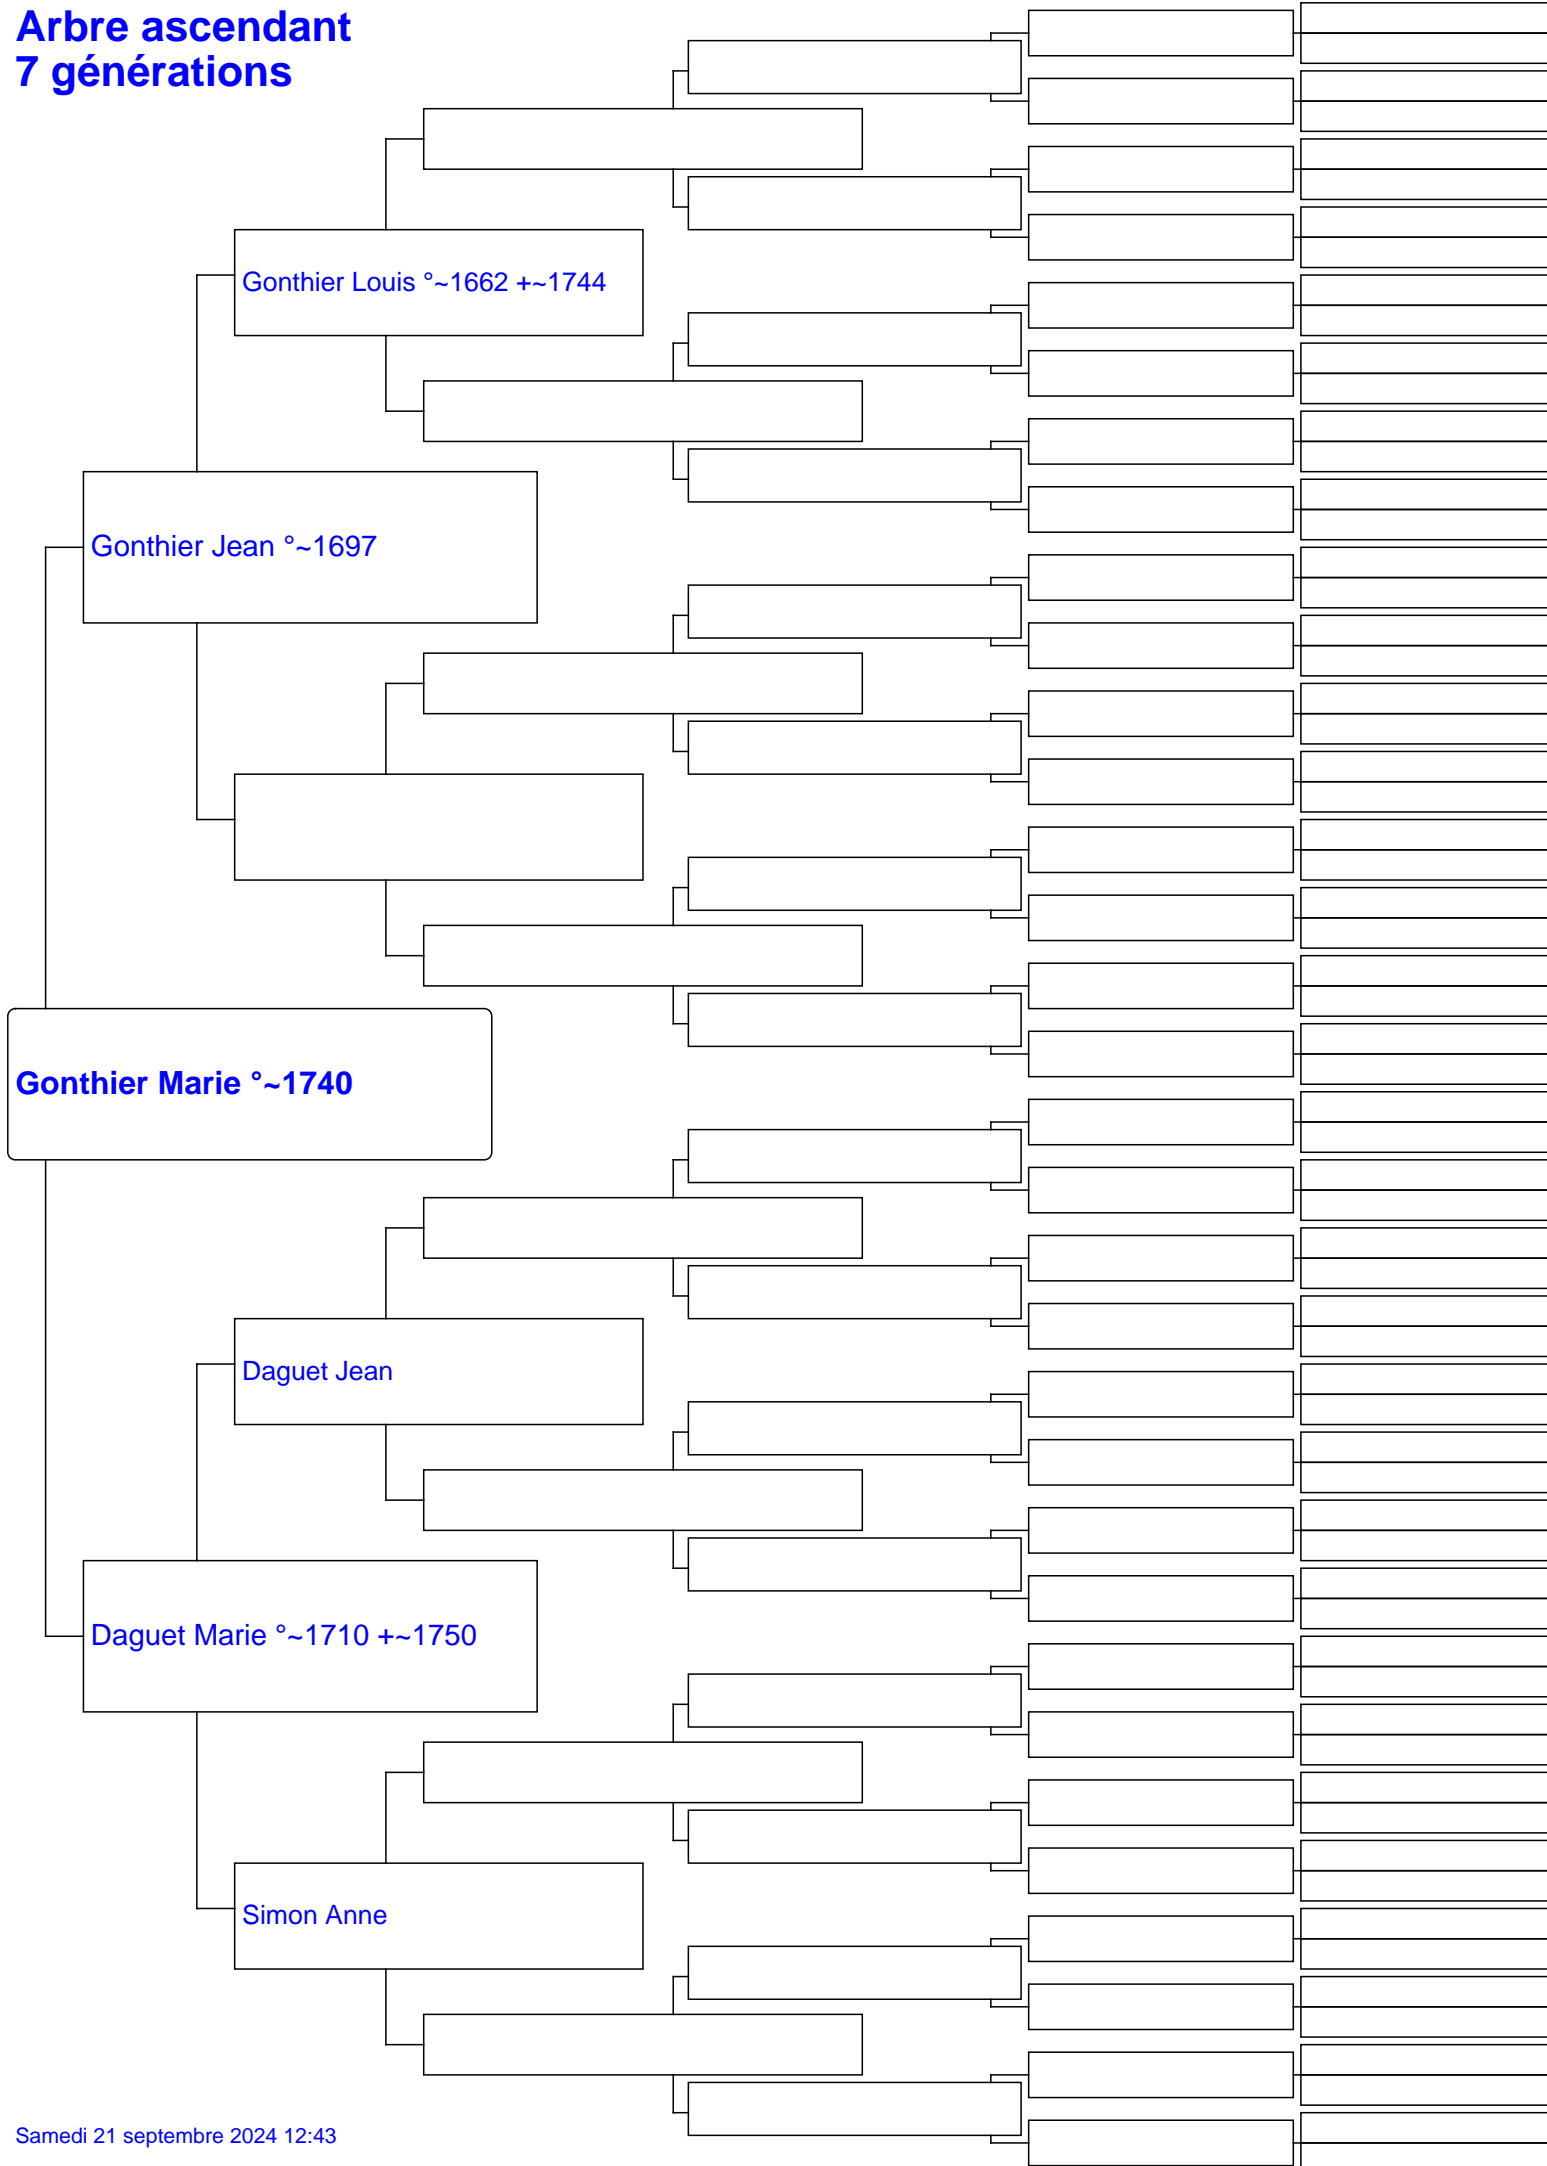 Arbre ascendant
7 générations
Gonthier Louis °~1662 +~1744
Gonthier Jean °~1697
Gonthier Marie °~1740
Daguet Jean
Daguet Marie °~1710 +~1750
Simon Anne
Samedi 21 septembre 2024 12:43